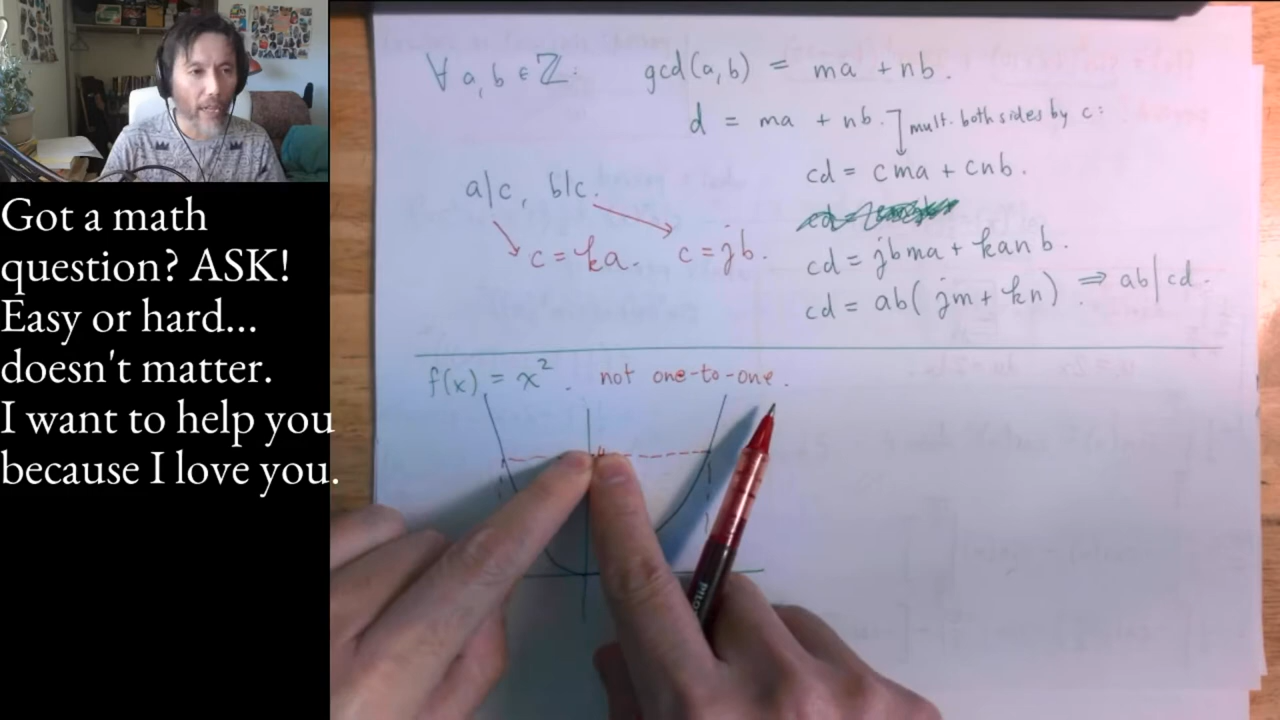 Got a math
question? ASK!
Easy or hard...
doesn't matter.
I want to help you
because I love you.
∀ a, b ∈ ℤ: gcd(a, b) = ma + nb.
d = ma + nb. mult. both sides by c:
cd = cma + cnb.
a|c, b|c.
c = ka. c = jb.
cd = jbma + kanb.
cd = ab( jm + kn) ⇒ ab|cd.
f(x) = x². not one-to-one.